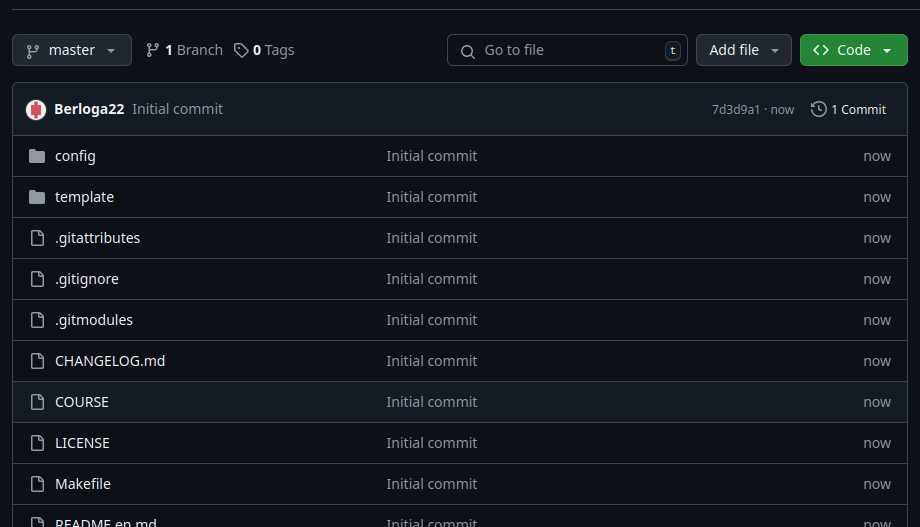 master 1 Branch 0 Tags Go to file t Add file Code
Berloga22 Initial commit 7d3d9a1 · now 1 Commit
config Initial commit now
template Initial commit now
.gitattributes Initial commit now
.gitignore Initial commit now
.gitmodules Initial commit now
CHANGELOG.md Initial commit now
COURSE Initial commit now
LICENSE Initial commit now
Makefile Initial commit now
README.en.md Initial commit now